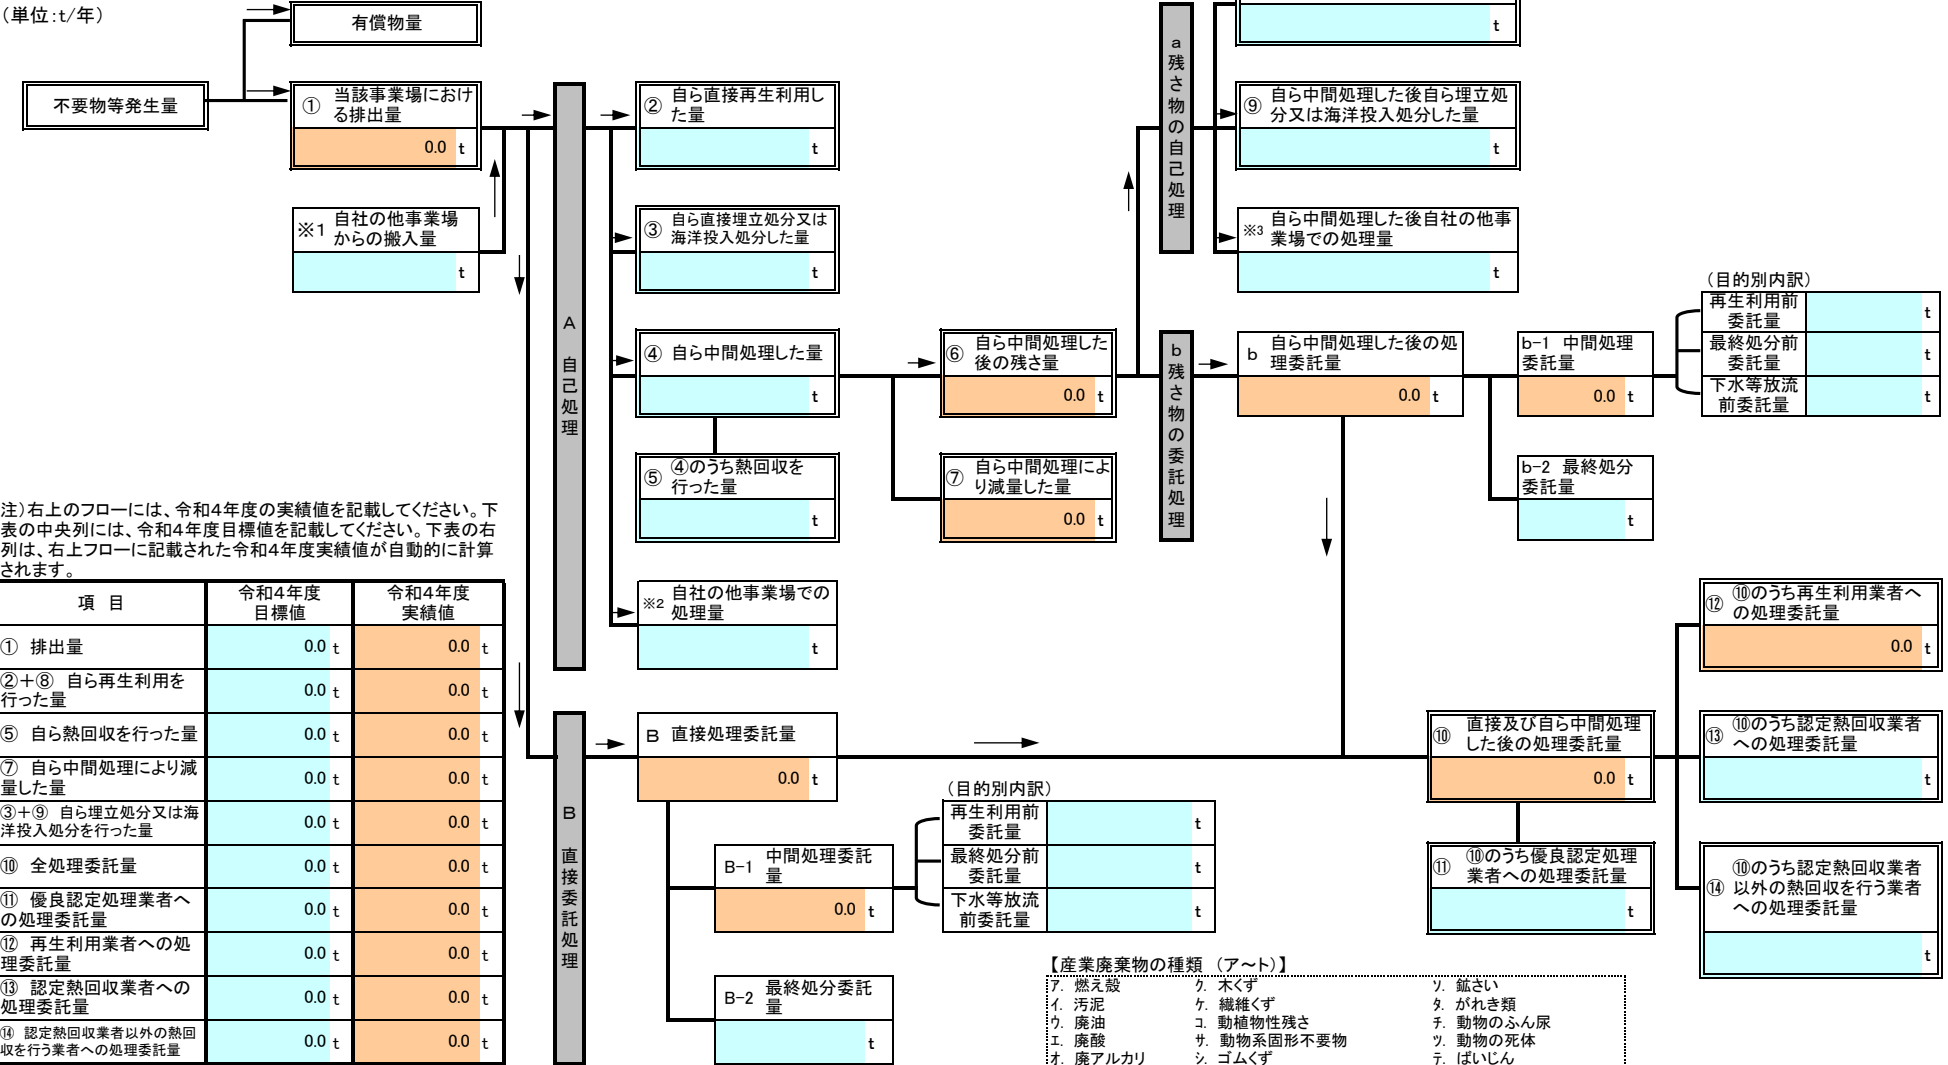 （単位:t/年）
有償物量
不要物等発生量
① 当該事業場におけ
る排出量
0.0 t
※1 自社の他事業場
からの搬入量
t
A 自己処理
② 自ら直接再生利用し
た量
t
③ 自ら直接埋立処分又は
海洋投入処分した量
t
④ 自ら中間処理した量
t
⑤ ④のうち熱回収を
行った量
t
※2 自社の他事業場での
処理量
t
⑥ 自ら中間処理した
後の残さ量
0.0 t
⑦ 自ら中間処理によ
り減量した量
0.0 t
a残さ物の自己処理
t
⑨ 自ら中間処理した後自ら埋立処
分又は海洋投入処分した量
t
※3 自ら中間処理した後自社の他事
業場での処理量
t
b残さ物の委託処理
b 自ら中間処理した後の処
理委託量
0.0 t
b-1 中間処理
委託量
0.0 t
b-2 最終処分
委託量
t
（目的別内訳）
再生利用前
委託量 t
最終処分前
委託量 t
下水等放流
前委託量 t
注）右上のフローには、令和4年度の実績値を記載してください。下
表の中央列には、令和4年度目標値を記載してください。下表の右
列は、右上フローに記載された令和4年度実績値が自動的に計算
されます。
項 目 令和4年度
目標値 令和4年度
実績値
① 排出量 0.0 t 0.0 t
②＋⑧ 自ら再生利用を
行った量 0.0 t 0.0 t
⑤ 自ら熱回収を行った量 0.0 t 0.0 t
⑦ 自ら中間処理により減
量した量 0.0 t 0.0 t
③＋⑨ 自ら埋立処分又は海
洋投入処分を行った量 0.0 t 0.0 t
⑩ 全処理委託量 0.0 t 0.0 t
⑪ 優良認定処理業者へ
の処理委託量 0.0 t 0.0 t
⑫ 再生利用業者への処
理委託量 0.0 t 0.0 t
⑬ 認定熱回収業者への
処理委託量 0.0 t 0.0 t
⑭ 認定熱回収業者以外の熱回
収を行う業者への処理委託量 0.0 t 0.0 t
B 直接委託処理
B 直接処理委託量
0.0 t
B-1 中間処理委託
量
0.0 t
B-2 最終処分委託
量
t
（目的別内訳）
再生利用前
委託量 t
最終処分前
委託量 t
下水等放流
前委託量 t
⑩ 直接及び自ら中間処理
した後の処理委託量
0.0 t
⑪ ⑩のうち優良認定処理
業者への処理委託量
t
⑫ ⑩のうち再生利用業者へ
の処理委託量
0.0 t
⑬ ⑩のうち認定熱回収業者
への処理委託量
t
⑭ ⑩のうち認定熱回収業者
以外の熱回収を行う業者
への処理委託量
t
【産業廃棄物の種類 （ア～ト）】
ア. 燃え殻 ク. 木くず ソ. 鉱さい
イ. 汚泥 ケ. 繊維くず タ. がれき類
ウ. 廃油 コ. 動植物性残さ チ. 動物のふん尿
エ. 廃酸 サ. 動物系固形不要物 ツ. 動物の死体
オ. 廃アルカリ シ. ゴムくず テ. ばいじん